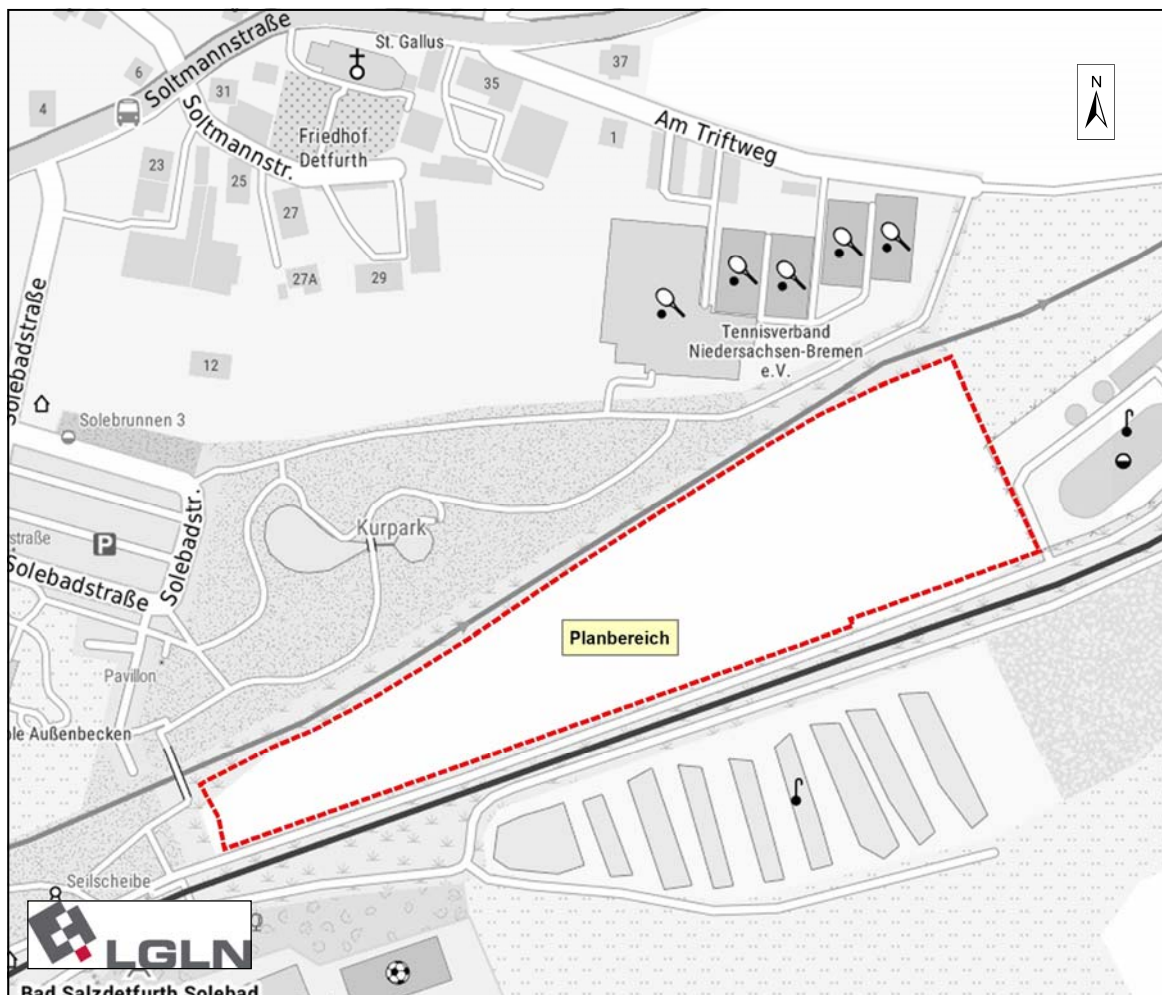 Soltmannstraße
St. Gallus
37
6
35
31
4
N
Soltmannstr.
Friedhof
Detfurth
1
Am Triftweg
23
25
27
27A
29
Tennisverband
Niedersachsen-Bremen
e.V.
12
Solebadstraße
Solebrunnen 3
Kurpark
straße
P
Solebadstr.
Solebadstraße
Planbereich
Pavillon
ole Außenbecken
Seilscheibe
LGLN
Bad Salzdetfurth Solebad